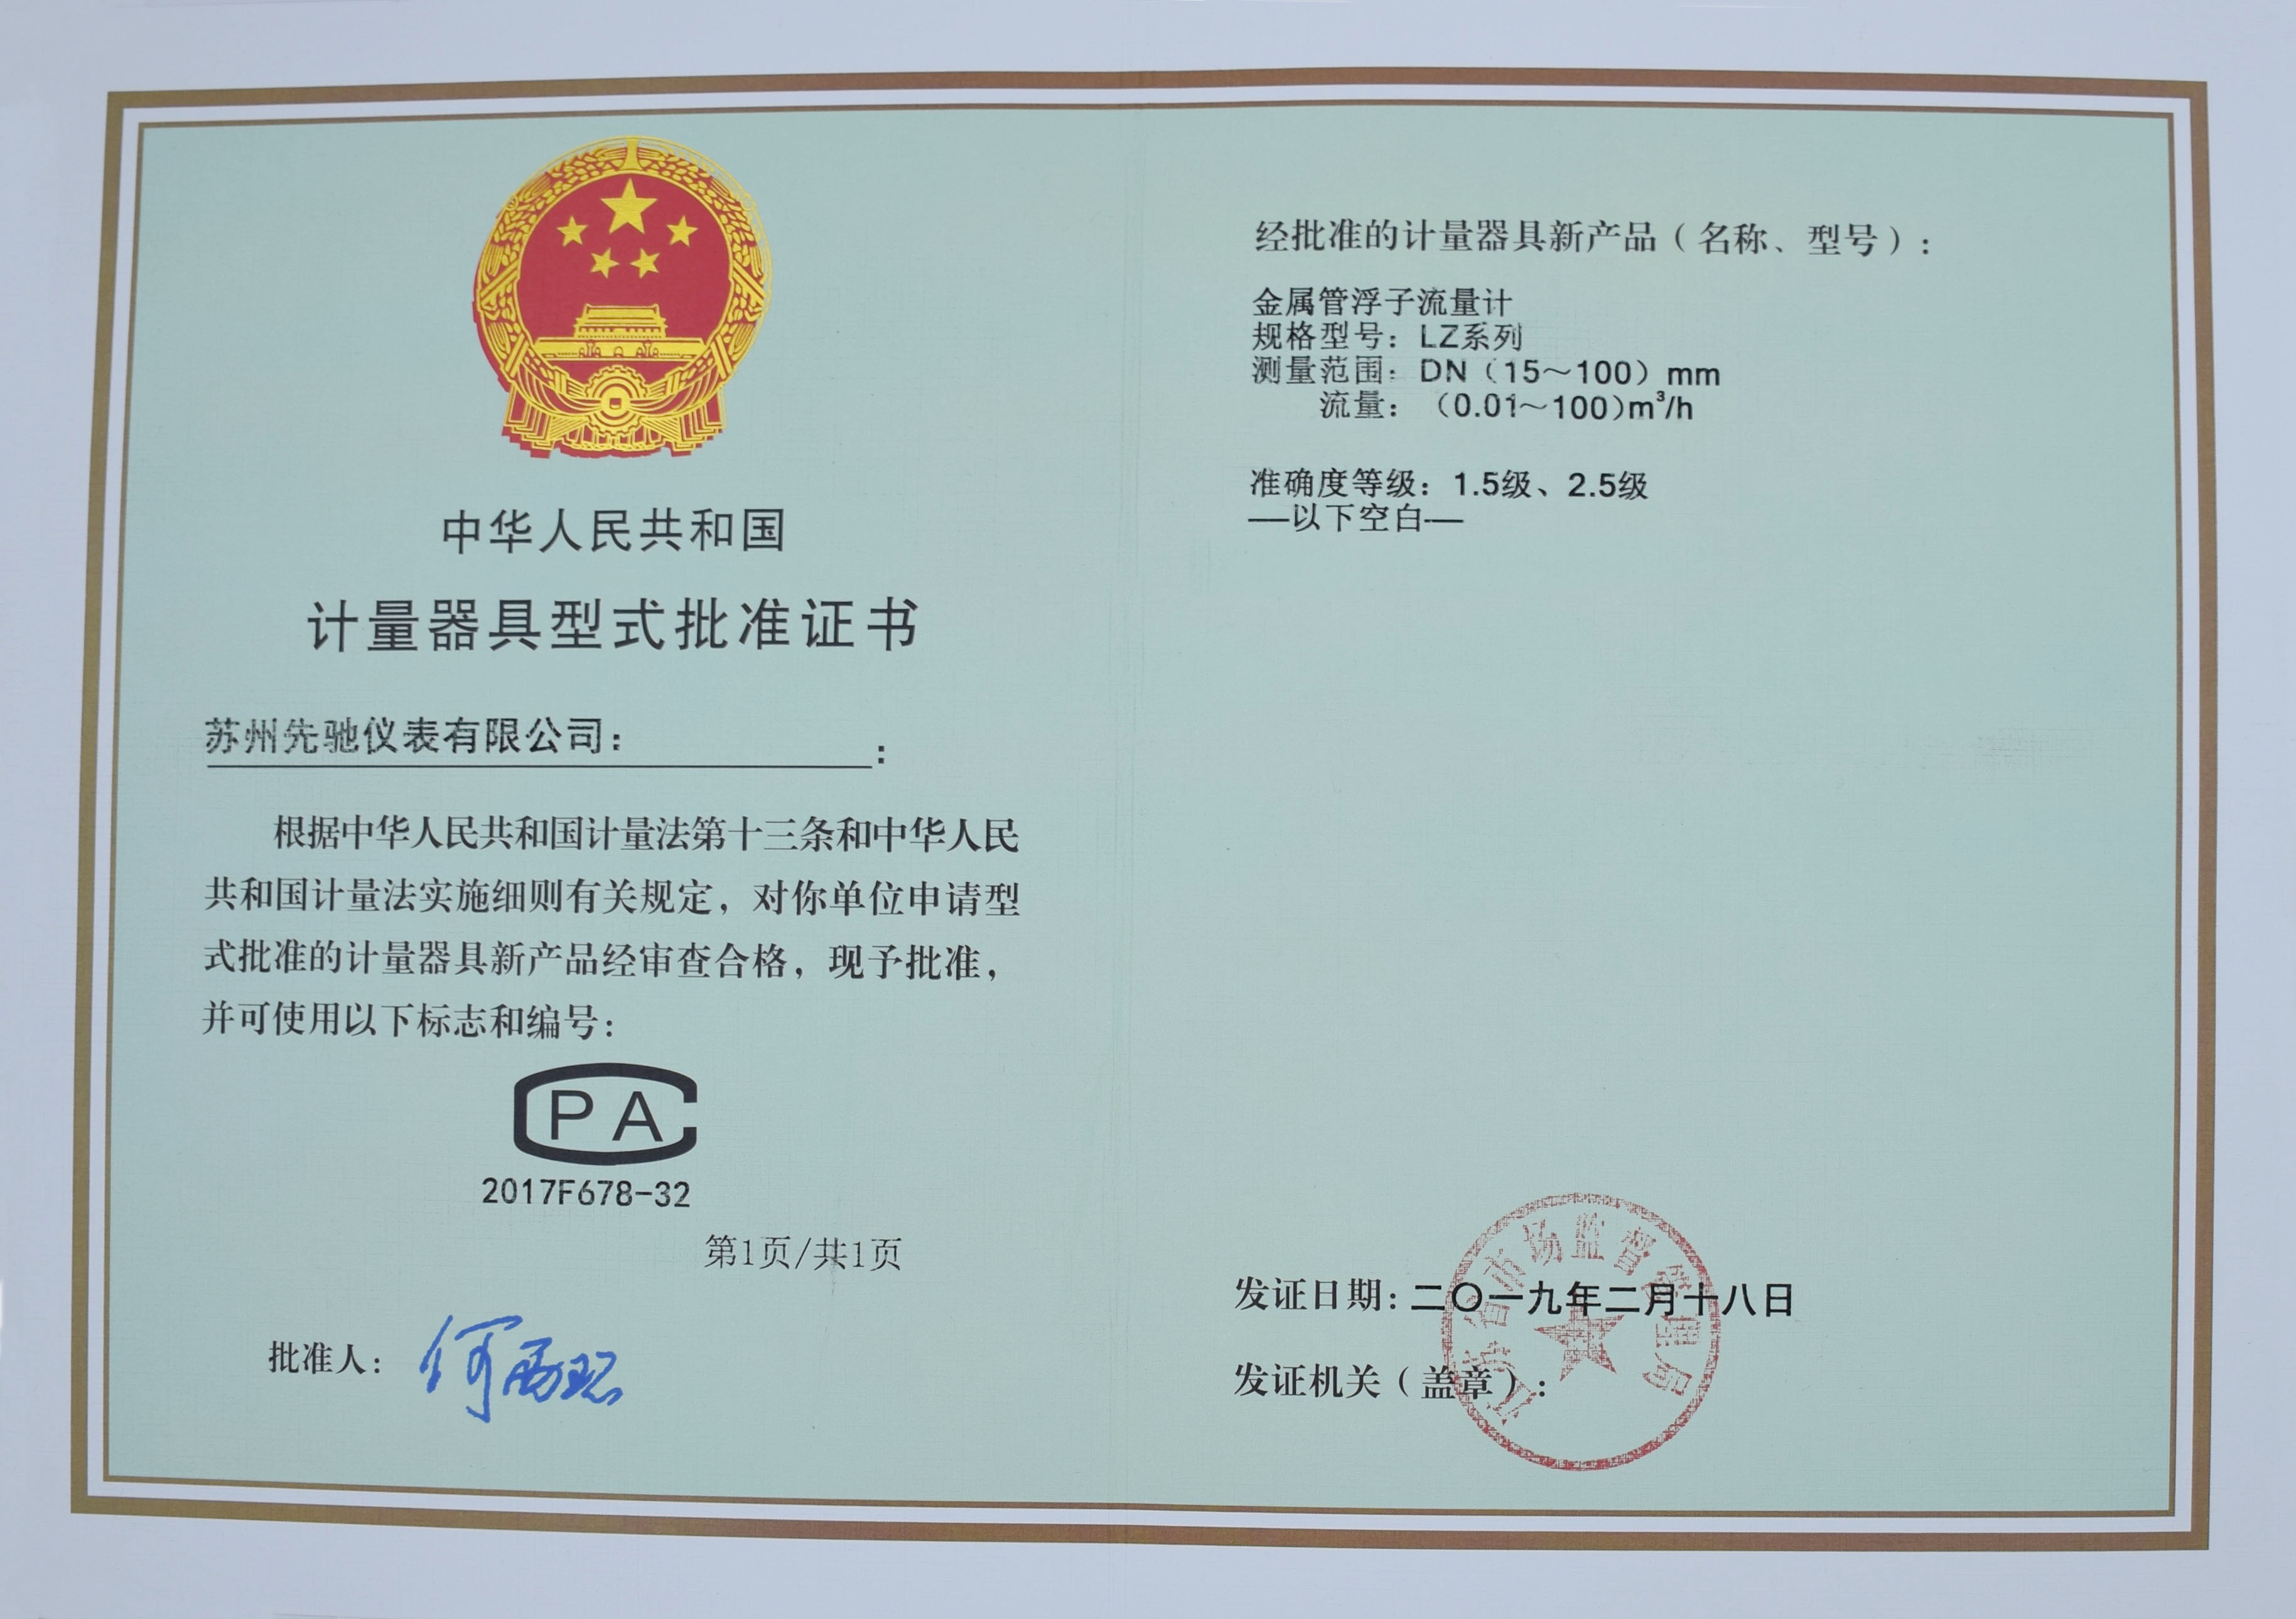 中华人民共和国
计量器具型式批准证书
苏州先驰仪表有限公司：
：
根据中华人民共和国计量法第十三条和中华人民
共和国计量法实施细则有关规定，对你单位申请型
式批准的计量器具新产品经审查合格，现予批准，
并可使用以下标志和编号：
CPA
2017F678-32
第1页/共1页
批准人：
经批准的计量器具新产品（名称、型号）：
金属管浮子流量计
规格型号：LZ系列
测量范围：DN（15～100）mm
流量：（0.01～100)m³/h
准确度等级：1.5级、2.5级
——以下空白——
发证日期：二〇一九年二月十八日
发证机关（盖章）：
江苏省市场监督管理局